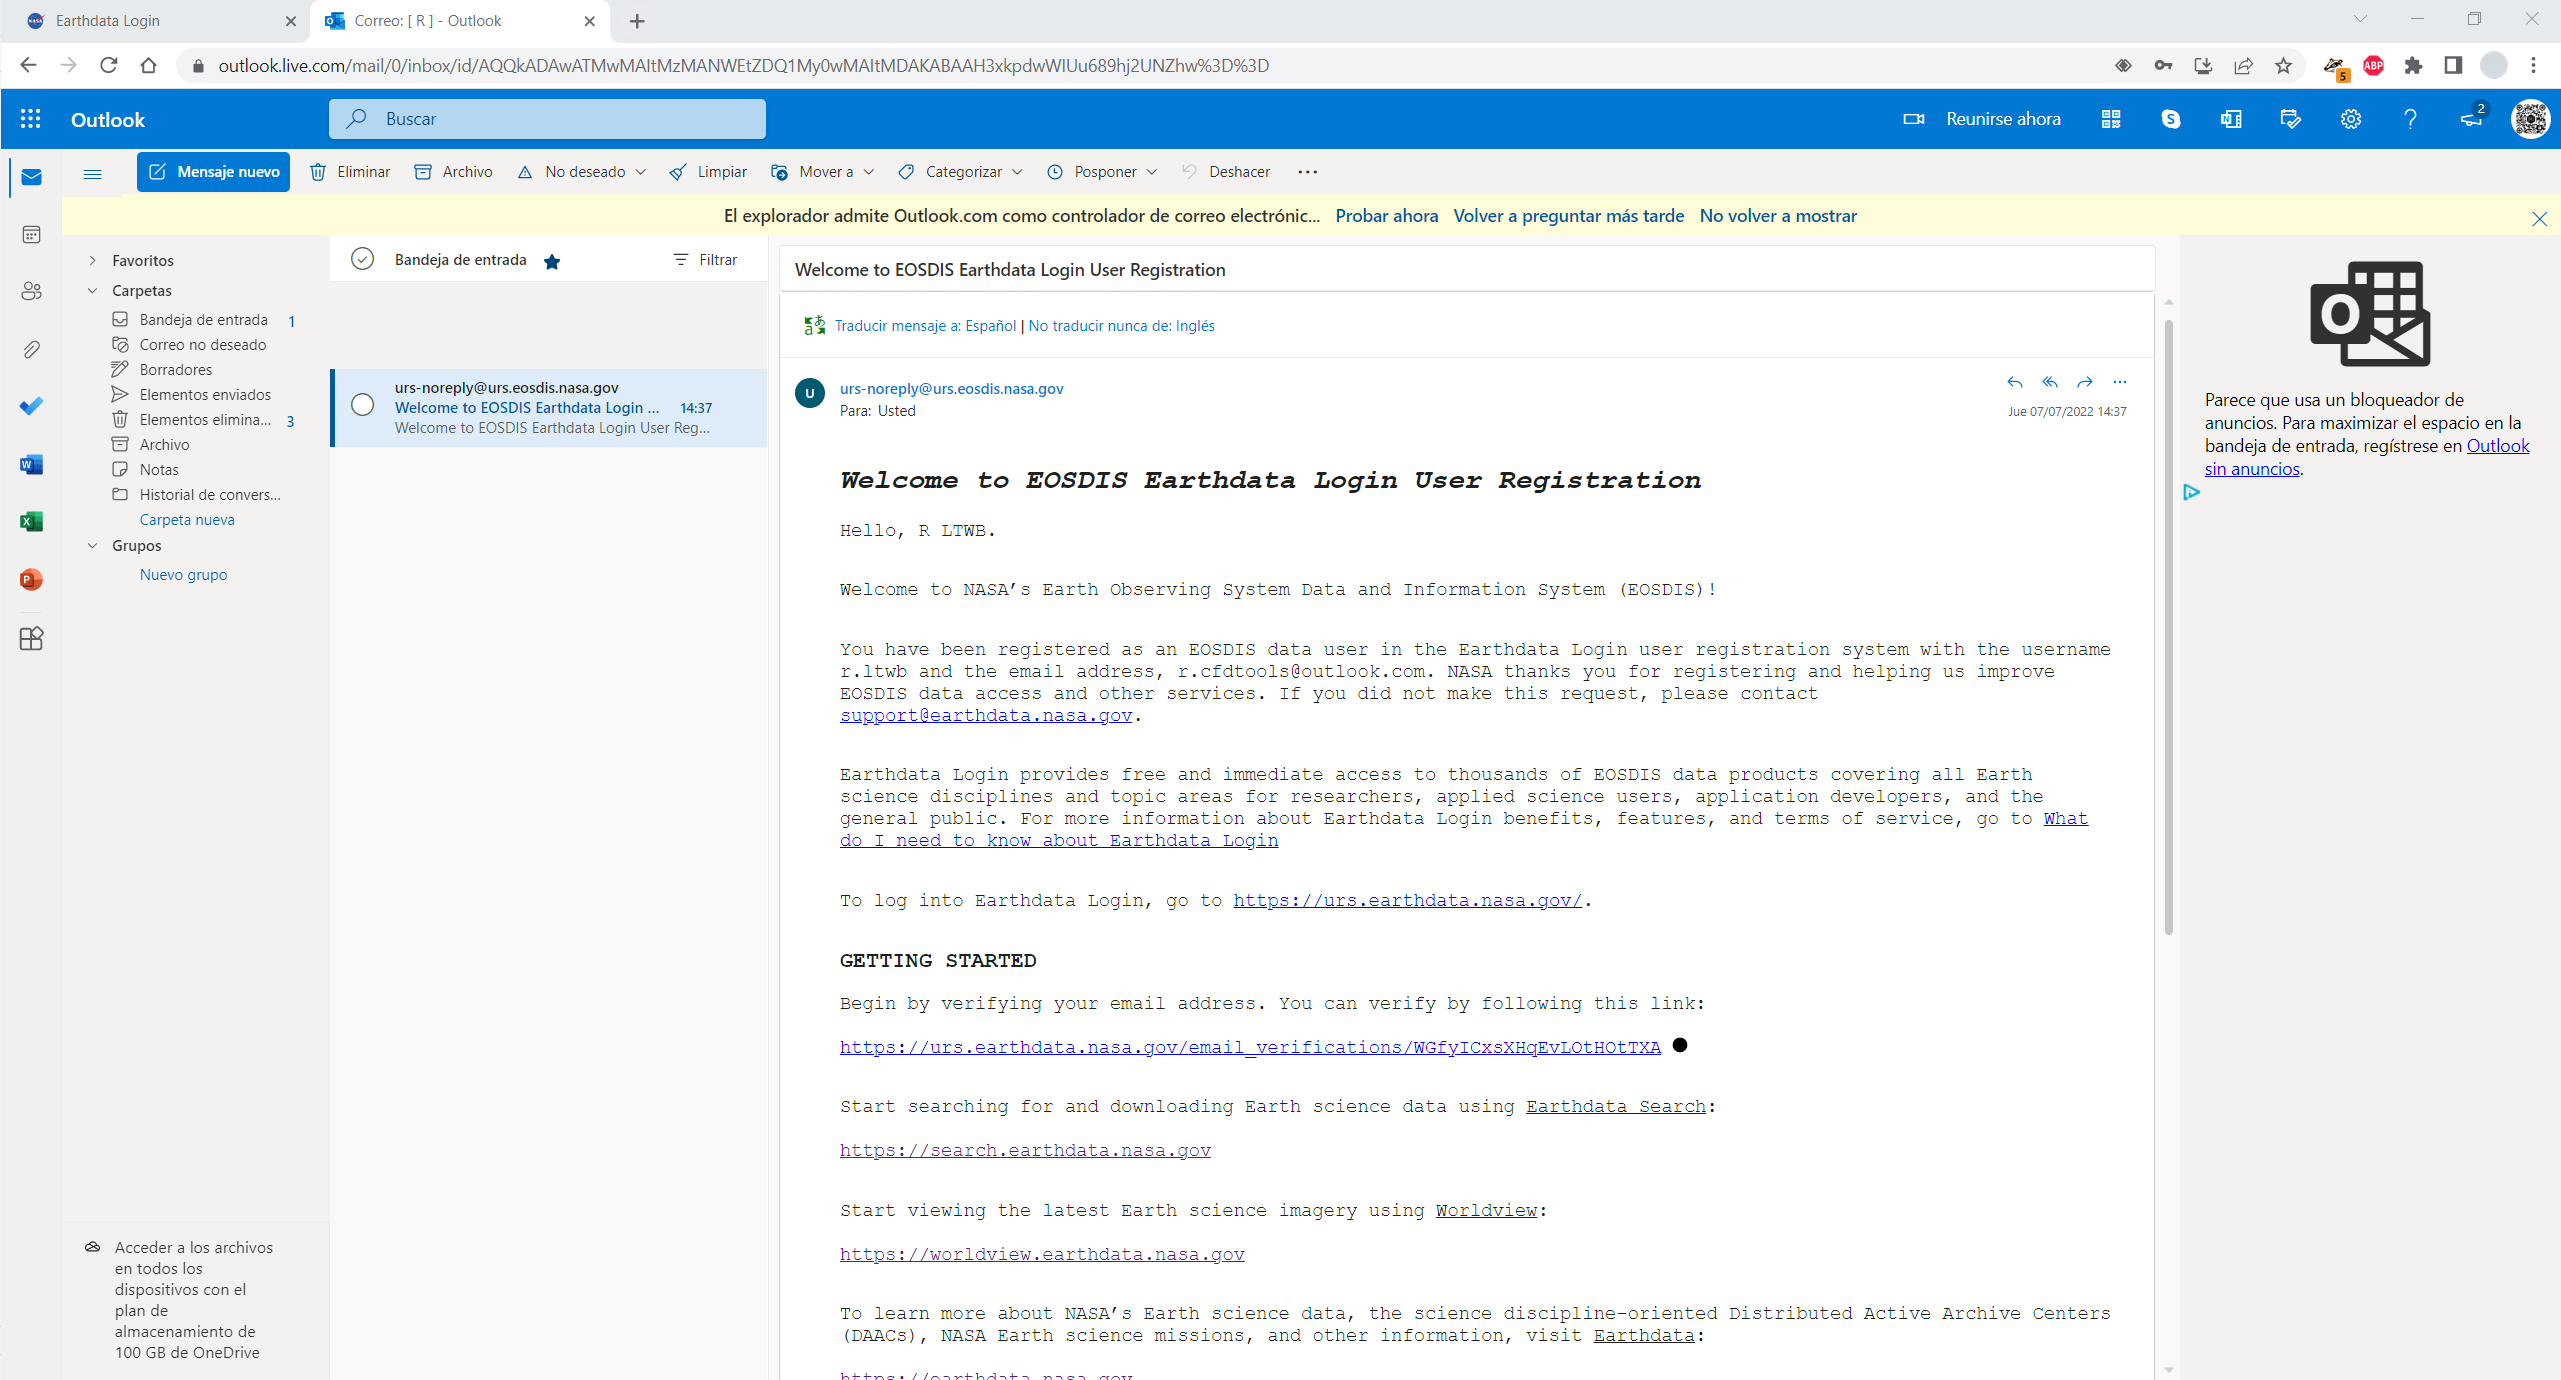 Earthdata Login
Correo: [ R ] - Outlook
outlook.live.com/mail/0/inbox/id/AQQkADAwATMwMAItMzMANWEtZDQ1My0wMAItMDAKABAAH3xkpdwWlUu689hj2UNZhw%3D%3D
5
ABP
Outlook
Buscar
Reunirse ahora
2
Mensaje nuevo
Eliminar
Archivo
No deseado
Limpiar
Mover a
Categorizar
Posponer
Deshacer
El explorador admite Outlook.com como controlador de correo electrónic... Probar ahora Volver a preguntar más tarde No volver a mostrar
Favoritos
Carpetas
Bandeja de entrada 1
Correo no deseado
Borradores
Elementos enviados
Elementos elimina... 3
Archivo
Notas
Historial de convers...
Carpeta nueva
Grupos
Nuevo grupo
Acceder a los archivos
en todos los
dispositivos con el
plan de
almacenamiento de
100 GB de OneDrive
Bandeja de entrada
Filtrar
urs-noreply@urs.eosdis.nasa.gov
Welcome to EOSDIS Earthdata Login ... 14:37
Welcome to EOSDIS Earthdata Login User Reg...
Welcome to EOSDIS Earthdata Login User Registration
Traducir mensaje a: Español | No traducir nunca de: Inglés
U
urs-noreply@urs.eosdis.nasa.gov
Para: Usted
Jue 07/07/2022 14:37
Welcome to EOSDIS Earthdata Login User Registration
Hello, R LTWB.
Welcome to NASA’s Earth Observing System Data and Information System (EOSDIS)!
You have been registered as an EOSDIS data user in the Earthdata Login user registration system with the username
r.ltwb and the email address, r.cfdtools@outlook.com. NASA thanks you for registering and helping us improve
EOSDIS data access and other services. If you did not make this request, please contact
support@earthdata.nasa.gov.
Earthdata Login provides free and immediate access to thousands of EOSDIS data products covering all Earth
science disciplines and topic areas for researchers, applied science users, application developers, and the
general public. For more information about Earthdata Login benefits, features, and terms of service, go to What
do I need to know about Earthdata Login
To log into Earthdata Login, go to https://urs.earthdata.nasa.gov/.
GETTING STARTED
Begin by verifying your email address. You can verify by following this link:
https://urs.earthdata.nasa.gov/email_verifications/WGfyICxsXHqEvLOtHOtTXA
Start searching for and downloading Earth science data using Earthdata Search:
https://search.earthdata.nasa.gov
Start viewing the latest Earth science imagery using Worldview:
https://worldview.earthdata.nasa.gov
To learn more about NASA’s Earth science data, the science discipline-oriented Distributed Active Archive Centers
(DAACs), NASA Earth science missions, and other information, visit Earthdata:
https://earthdata.nasa.gov
Parece que usa un bloqueador de
anuncios. Para maximizar el espacio en la
bandeja de entrada, regístrese en Outlook
sin anuncios.